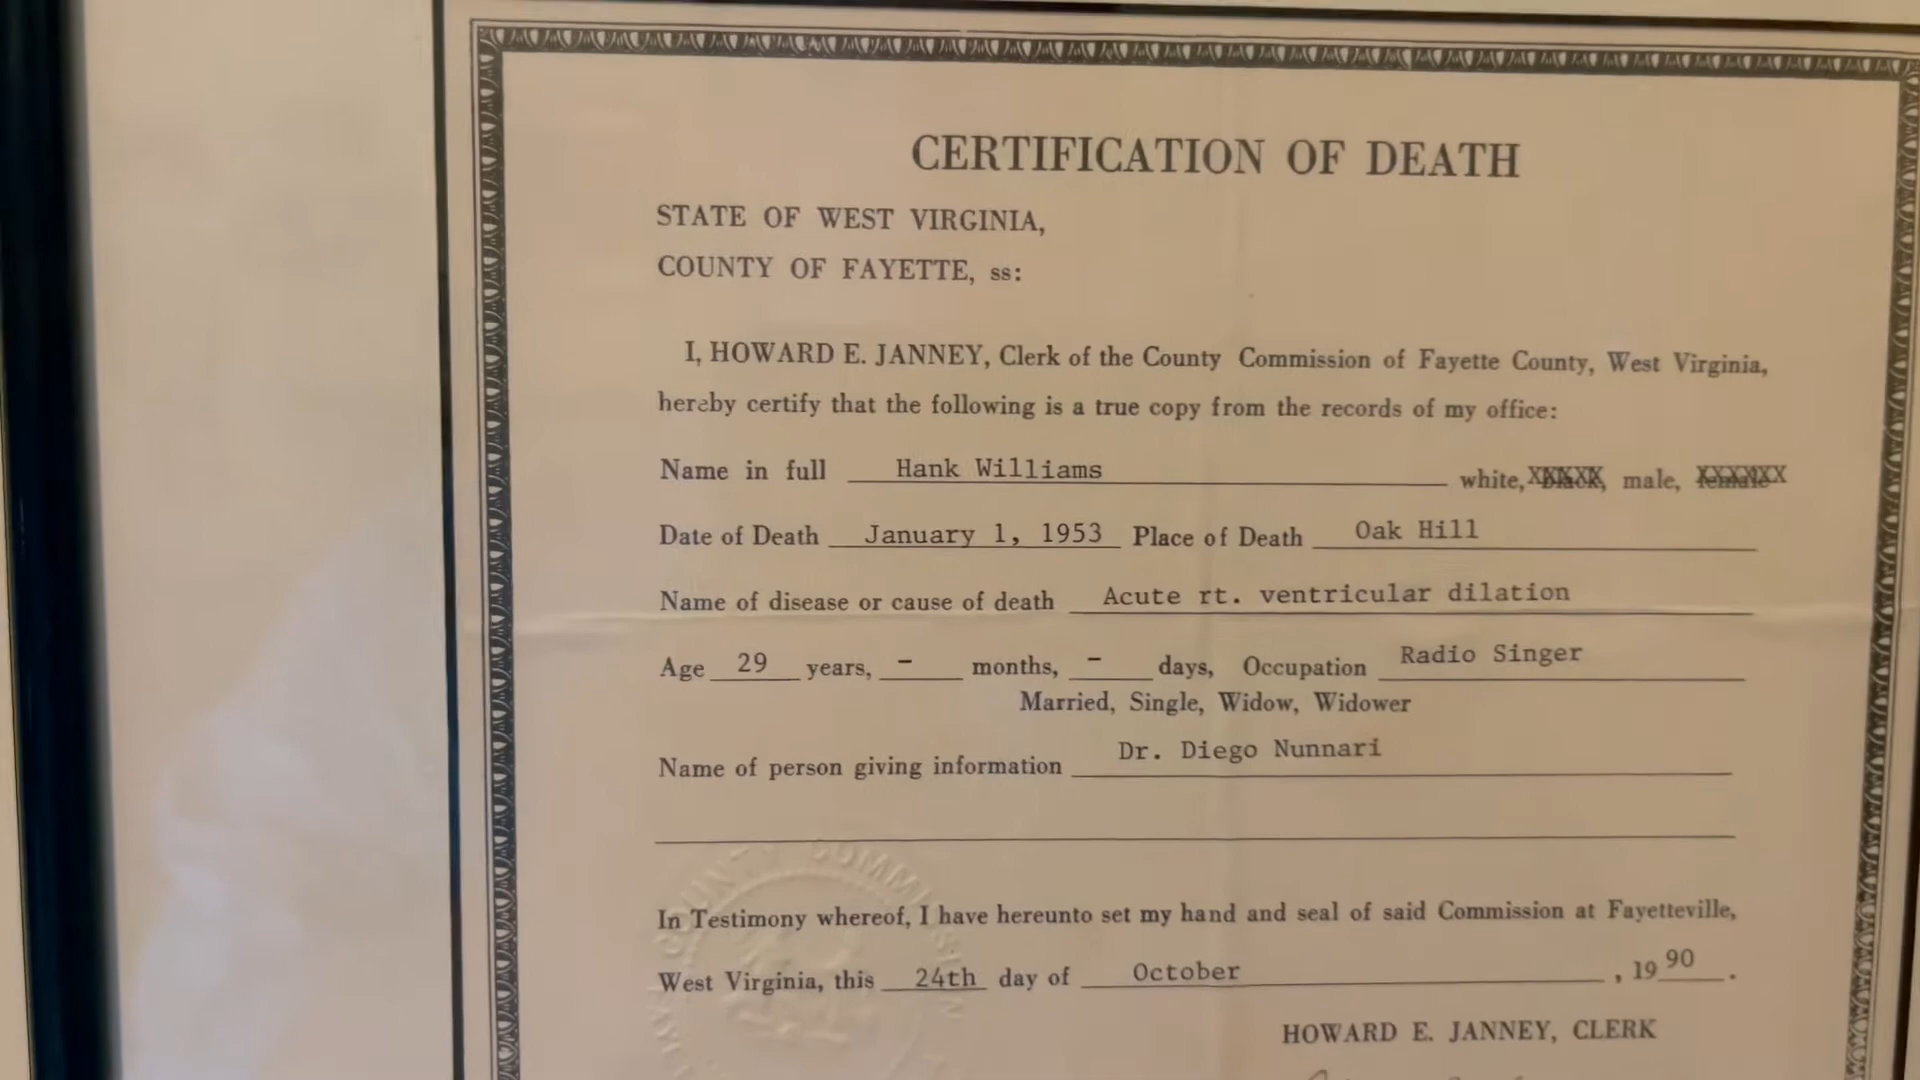 CERTIFICATION OF DEATH
STATE OF WEST VIRGINIA,
COUNTY OF FAYETTE, ss:
I, HOWARD E. JANNEY, Clerk of the County Commission of Fayette County, West Virginia,
hereby certify that the following is a true copy from the records of my office:
Name in full Hank Williams white, black, male, female
Date of Death January 1, 1953 Place of Death Oak Hill
Name of disease or cause of death Acute rt. ventricular dilation
Age 29 years, - months, - days, Occupation Radio Singer
Married, Single, Widow, Widower
Name of person giving information Dr. Diego Nunnari
In Testimony whereof, I have hereunto set my hand and seal of said Commission at Fayetteville,
West Virginia, this 24th day of October, 19 90.
HOWARD E. JANNEY, CLERK